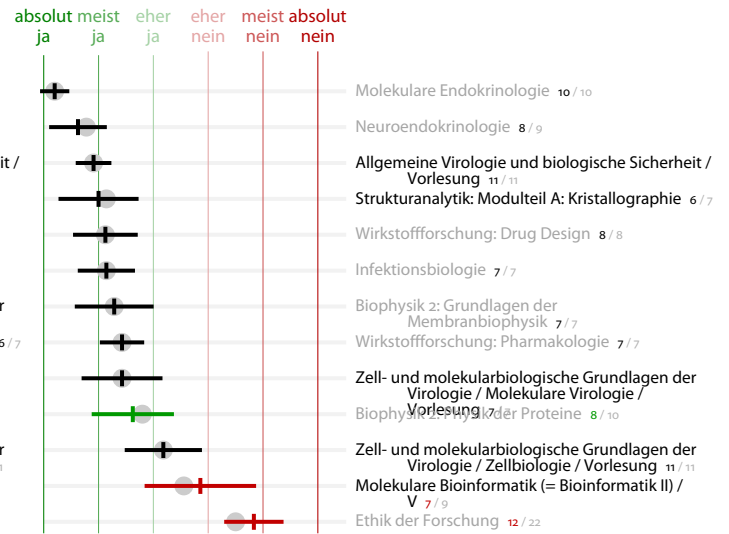 absolut meist eher eher meist absolut
ja ja ja nein nein nein
Molekulare Endokrinologie 10 / 10
Neuroendokrinologie 8 / 9
it / Allgemeine Virologie und biologische Sicherheit /
Vorlesung 11 / 11
Strukturanalytik: Modulteil A: Kristallographie 6 / 7
Wirkstoffforschung: Drug Design 8 / 8
Infektionsbiologie 7 / 7
r Biophysik 2: Grundlagen der
Membranbiophysik 7 / 7
6 / 7 Wirkstoffforschung: Pharmakologie 7 / 7
Zell- und molekularbiologische Grundlagen der
Virologie / Molekulare Virologie /
Vorlesung 7 / 7
Biophysik 2: Physik der Proteine 8 / 10
r Zell- und molekularbiologische Grundlagen der
1 Virologie / Zellbiologie / Vorlesung 11 / 11
Molekulare Bioinformatik (= Bioinformatik II) /
V 7 / 9
Ethik der Forschung 12 / 22